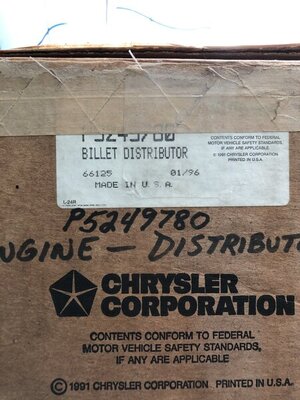 P5249780
BILLET DISTRIBUTOR
66125 01/96
MADE IN U.S.A.
L-24R
CONTENTS CONFORM TO FEDERAL
MOTOR VEHICLE SAFETY STANDARDS,
IF ANY ARE APPLICABLE
© 1991 CHRYSLER CORPORATION
PRINTED IN U.S.A.
P5249780
NGINE - DISTRIBUTO
CHRYSLER
CORPORATION
CONTENTS CONFORM TO FEDERAL
MOTOR VEHICLE SAFETY STANDARDS,
IF ANY ARE APPLICABLE
© 1991 CHRYSLER CORPORATION PRINTED IN U.S.A.